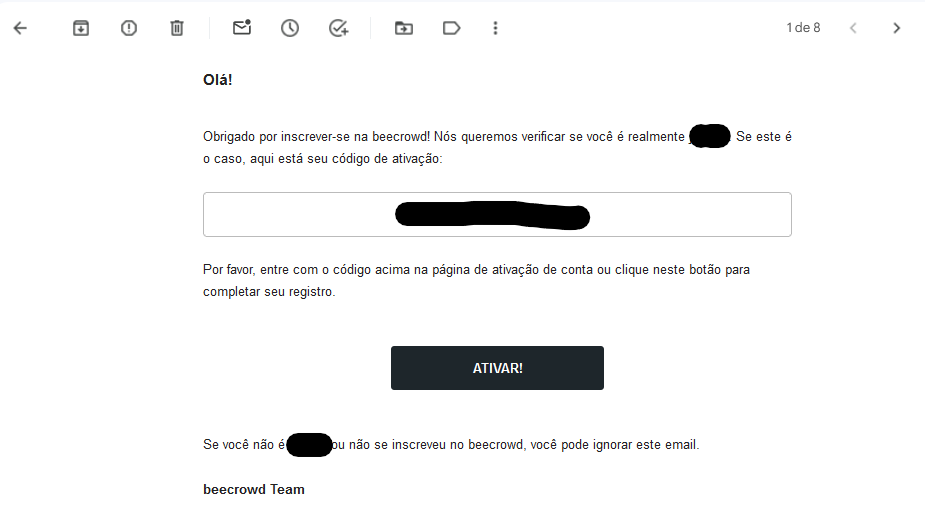 1 de 8
Olá!
Obrigado por inscrever-se na beecrowd! Nós queremos verificar se você é realmente Se este é
o caso, aqui está seu código de ativação:
Por favor, entre com o código acima na página de ativação de conta ou clique neste botão para
completar seu registro.
ATIVAR!
Se você não é ou não se inscreveu no beecrowd, você pode ignorar este email.
beecrowd Team